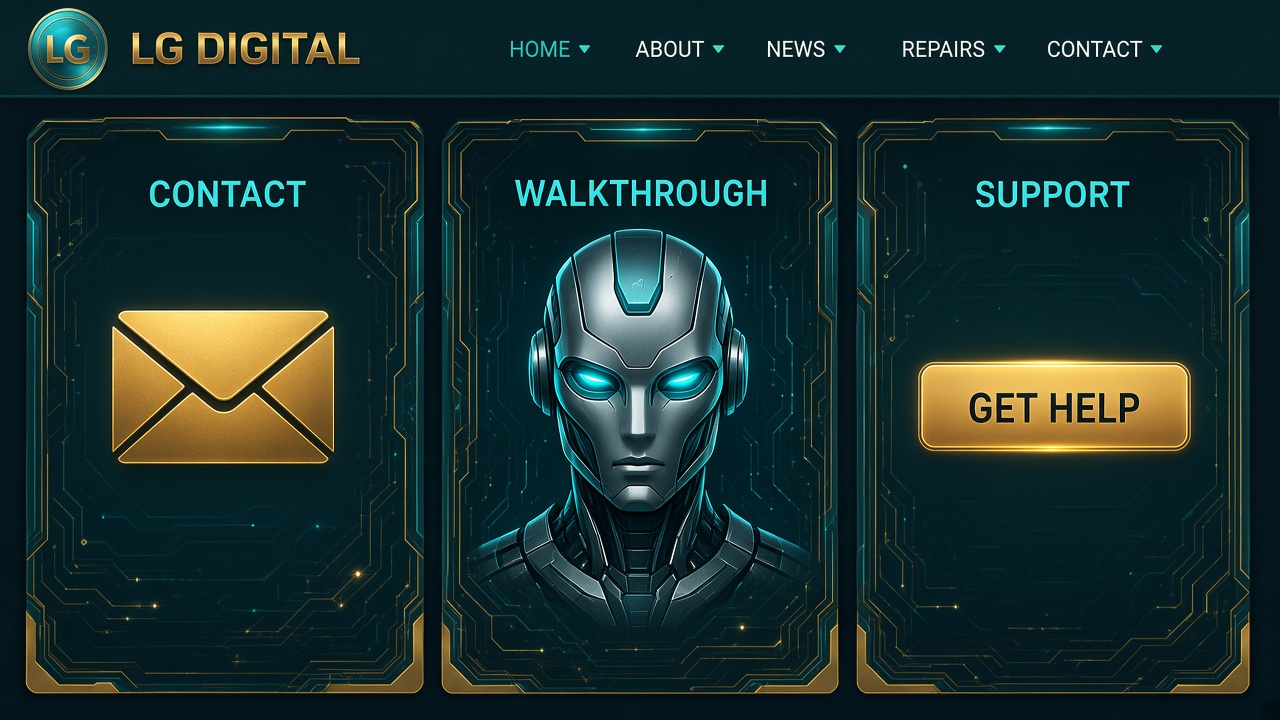 LG
LG DIGITAL
HOME
ABOUT
NEWS
REPAIRS
CONTACT
CONTACT
WALKTHROUGH
SUPPORT
GET HELP